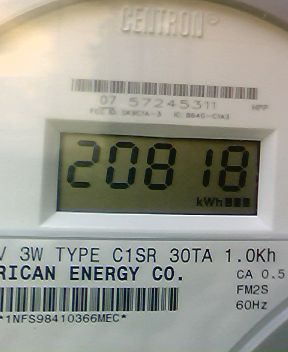 CENTRON
07 57245311
20818
kWh
V 3W TYPE C1SR 30TA 1.0Kh
RICAN ENERGY CO.
CA 0.5
FM2S
60Hz
*1NFS98410366MEC*